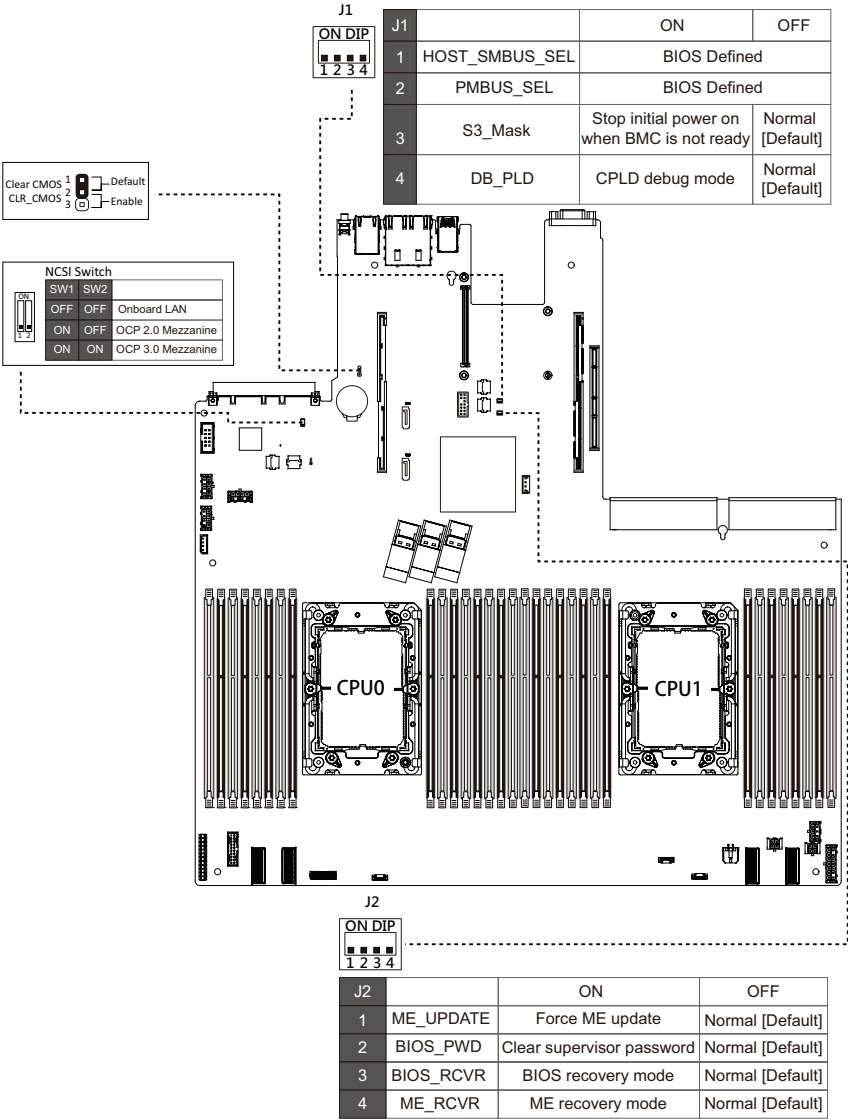 J1
ON DIP
1 2 3 4
J1 ON OFF
1 HOST_SMBUS_SEL BIOS Defined
2 PMBUS_SEL BIOS Defined
3 S3_Mask Stop initial power on when BMC is not ready Normal [Default]
4 DB_PLD CPLD debug mode Normal [Default]
Clear CMOS 1 Default
CLR_CMOS 2
3 Enable
NCSI Switch
ON
1 2
SW1 SW2
OFF OFF Onboard LAN
ON OFF OCP 2.0 Mezzanine
ON ON OCP 3.0 Mezzanine
CPU0
CPU1
J2
ON DIP
1 2 3 4
J2 ON OFF
1 ME_UPDATE Force ME update Normal [Default]
2 BIOS_PWD Clear supervisor password Normal [Default]
3 BIOS_RCVR BIOS recovery mode Normal [Default]
4 ME_RCVR ME recovery mode Normal [Default]